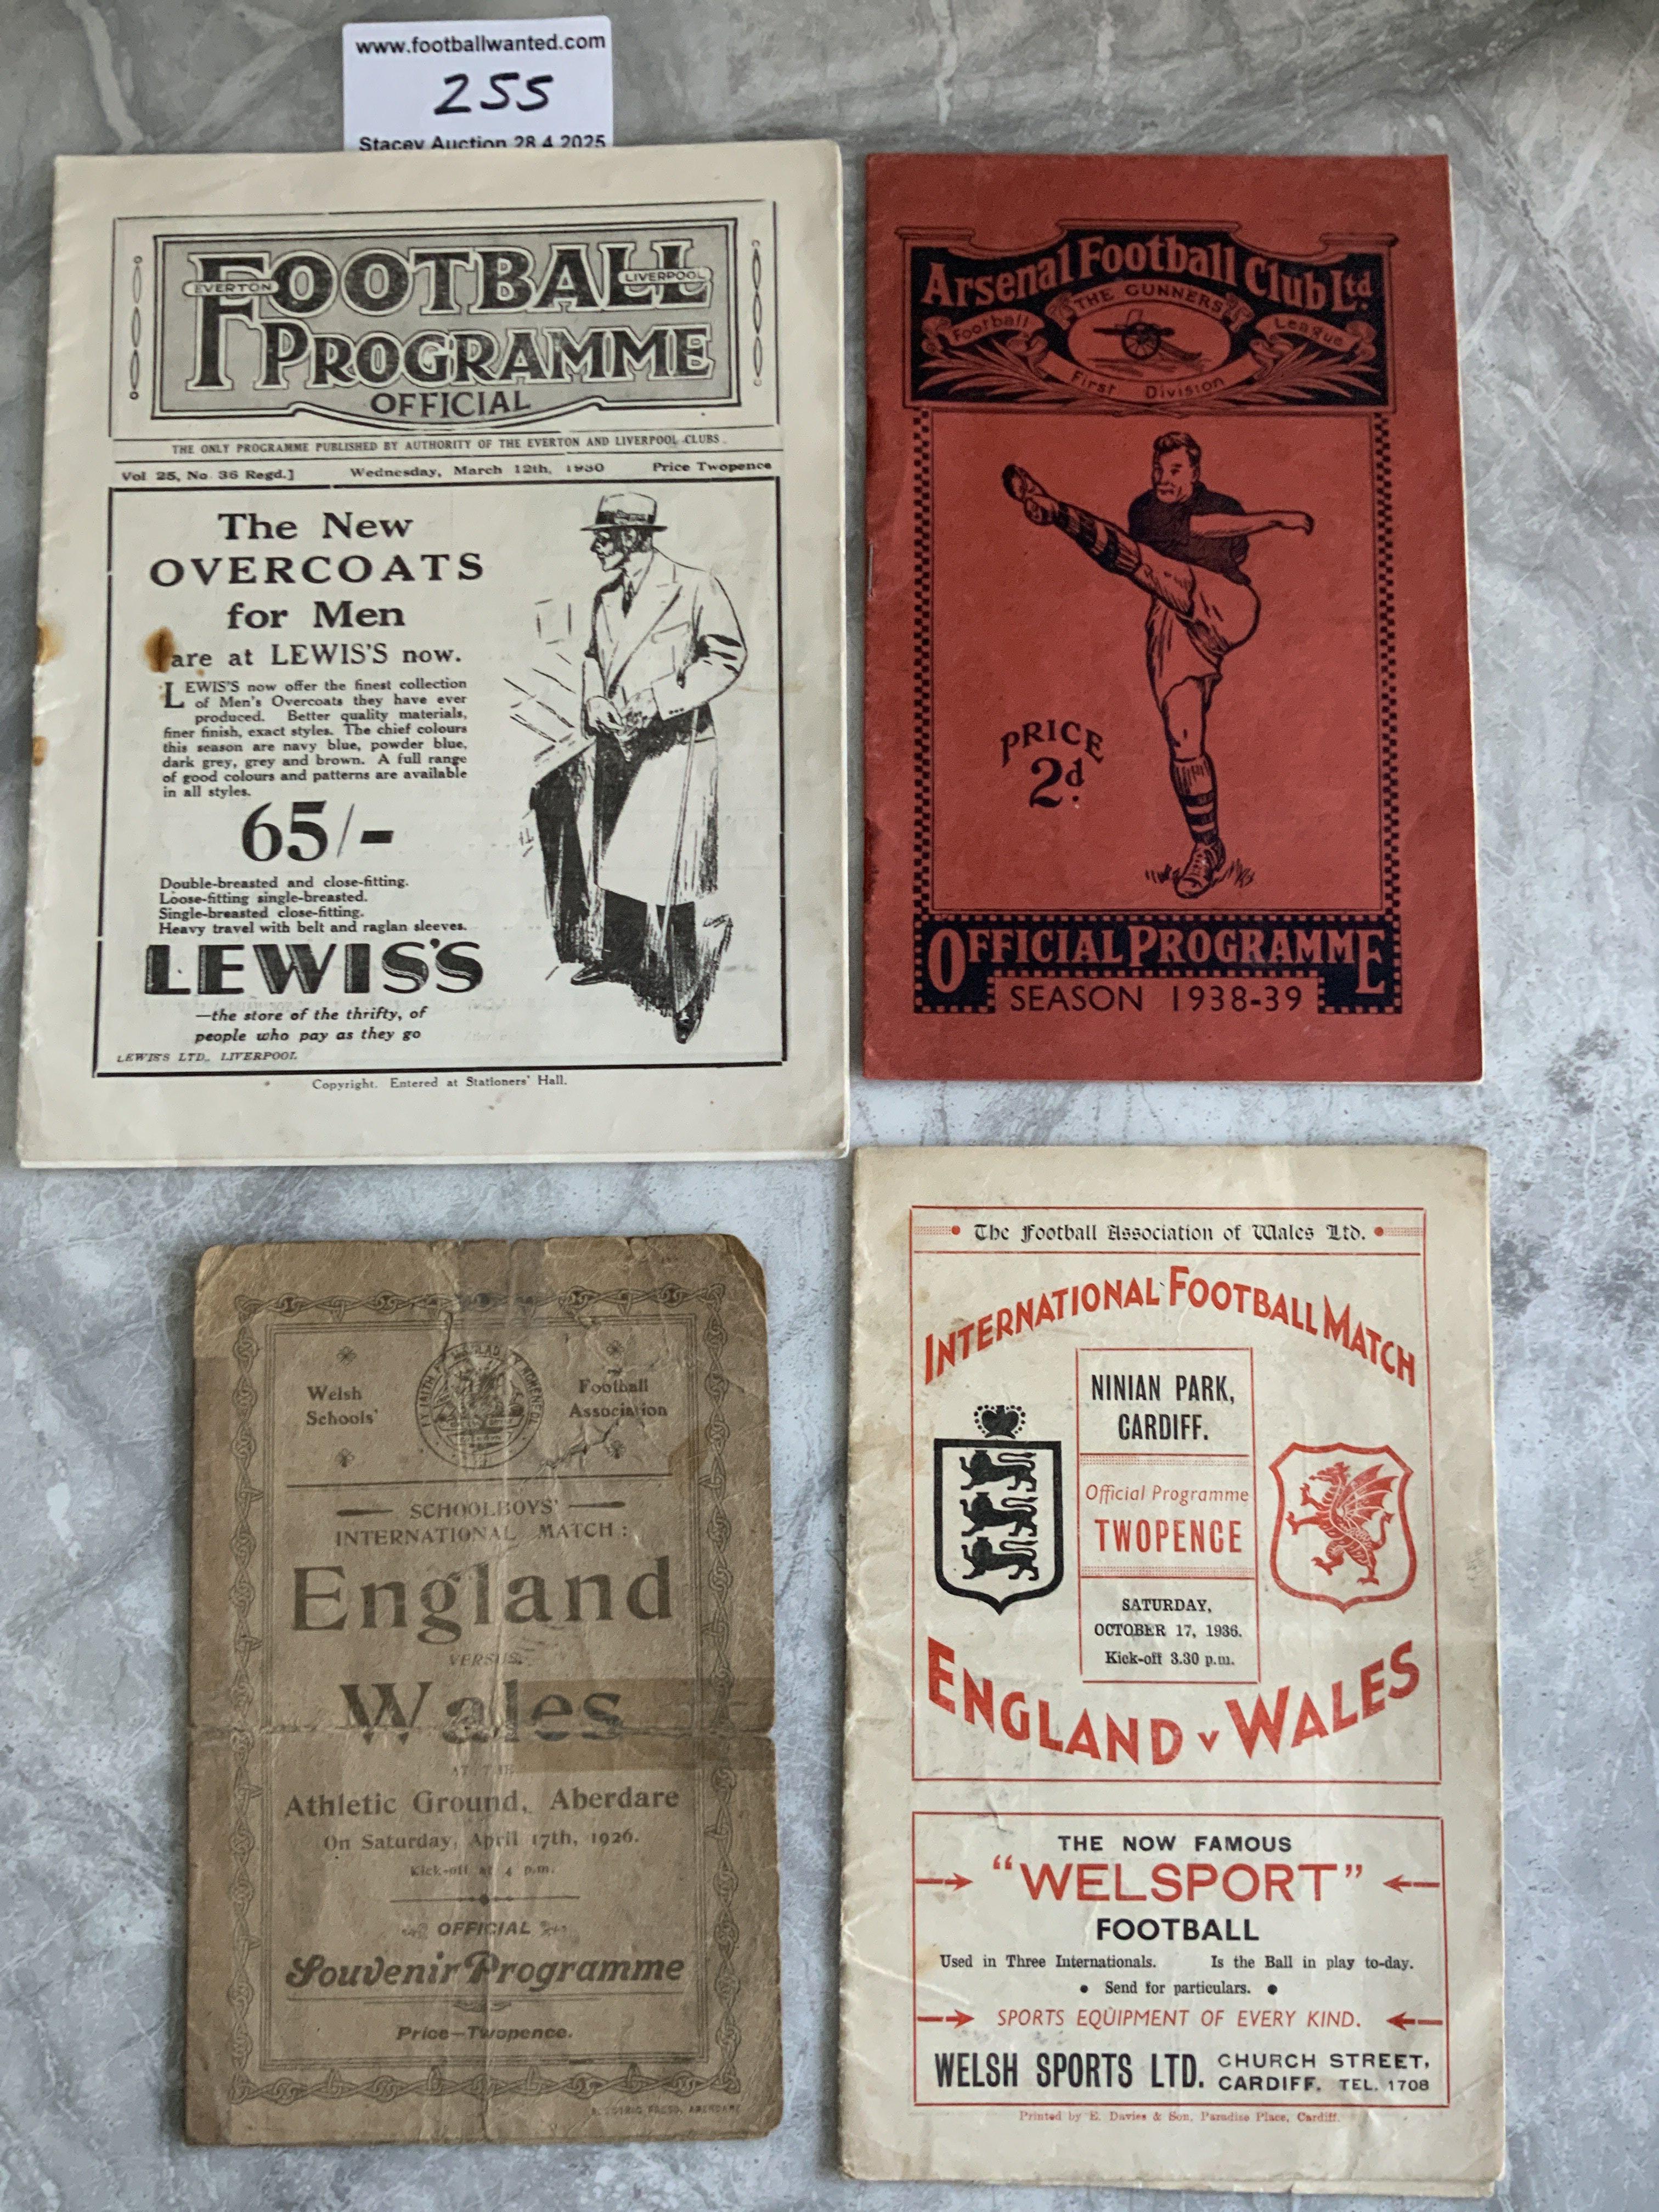 www.footballwanted.com
255
Stacey Auction 28.4.2025
FOOTBALL
EVERTON
LIVERPOOL
PROGRAMME
OFFICIAL
THE ONLY PROGRAMME PUBLISHED BY AUTHORITY OF THE EVERTON AND LIVERPOOL CLUBS.
Vol 25, No. 36 Regd.] Wednesday, March 12th, 1930 Price Twopence
The New
OVERCOATS
for Men
are at LEWIS'S now.
LEWIS'S now offer the finest collection
of Men's Overcoats they have ever
produced. Better quality materials,
finer finish, exact styles. The chief colours
this season are navy blue, powder blue,
dark grey, grey and brown. A full range
of good colours and patterns are available
in all styles.
65/-
Double-breasted and close-fitting.
Loose-fitting single-breasted.
Single-breasted close-fitting.
Heavy travel with belt and raglan sleeves.
LEWIS'S
—the store of the thrifty, of
people who pay as they go
LEWIS'S LTD., LIVERPOOL
Copyright. Entered at Stationers' Hall.
Arsenal Football Club Ltd.
THE GUNNERS
Football League
First Division
PRICE
2d.
OFFICIAL PROGRAMME
SEASON 1938-39
Welsh Schools'
Football Association
SCHOOLBOYS'
INTERNATIONAL MATCH:
England
VERSUS
Wales
AT THE
Athletic Ground, Aberdare
On Saturday, April 17th, 1926.
Kick-off at 4 p.m.
OFFICIAL
Souvenir Programme
Price—Twopence.
PRESS, ABERDARE
The Football Association of Wales Ltd.
INTERNATIONAL FOOTBALL MATCH
NINIAN PARK,
CARDIFF.
Official Programme
TWOPENCE
SATURDAY,
OCTOBER 17, 1936.
Kick-off 3.30 p.m.
ENGLAND v WALES
THE NOW FAMOUS
"WELSPORT"
FOOTBALL
Used in Three Internationals. Is the Ball in play to-day.
• Send for particulars. •
SPORTS EQUIPMENT OF EVERY KIND.
WELSH SPORTS LTD. CHURCH STREET,
CARDIFF. TEL. 1708
Printed by E. Davies & Son, Paradise Place, Cardiff.